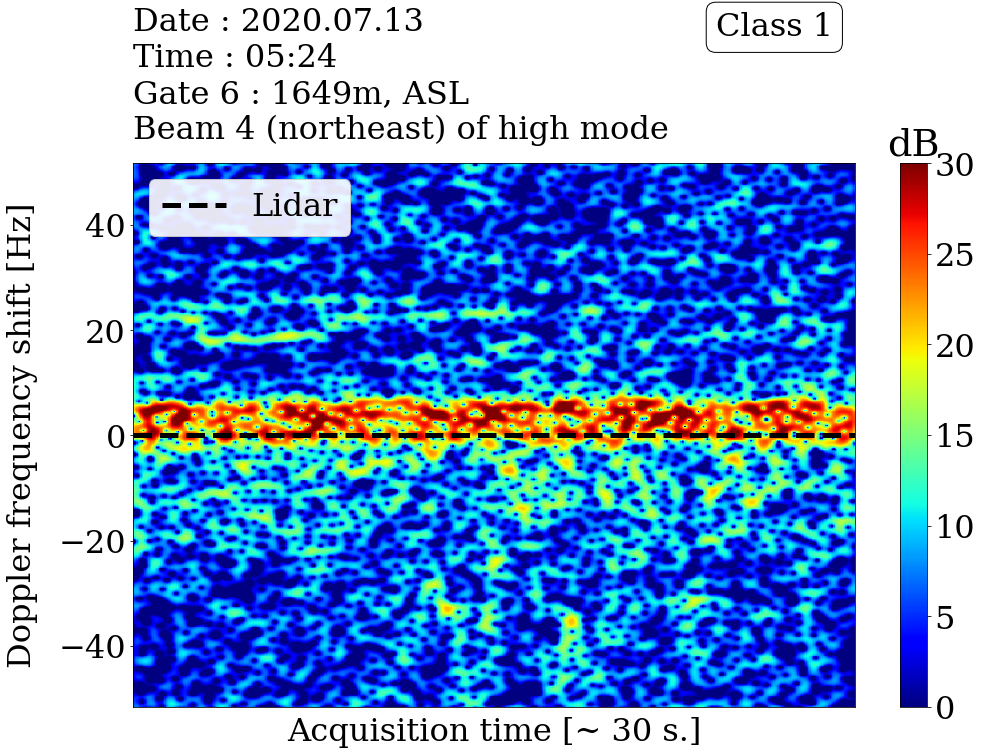 Date : 2020.07.13
Time : 05:24
Gate 6 : 1649m, ASL
Beam 4 (northeast) of high mode
Class 1
dB
Lidar
Doppler frequency shift [Hz]
40
20
0
−20
−40
30
25
20
15
10
5
0
Acquisition time [~ 30 s.]